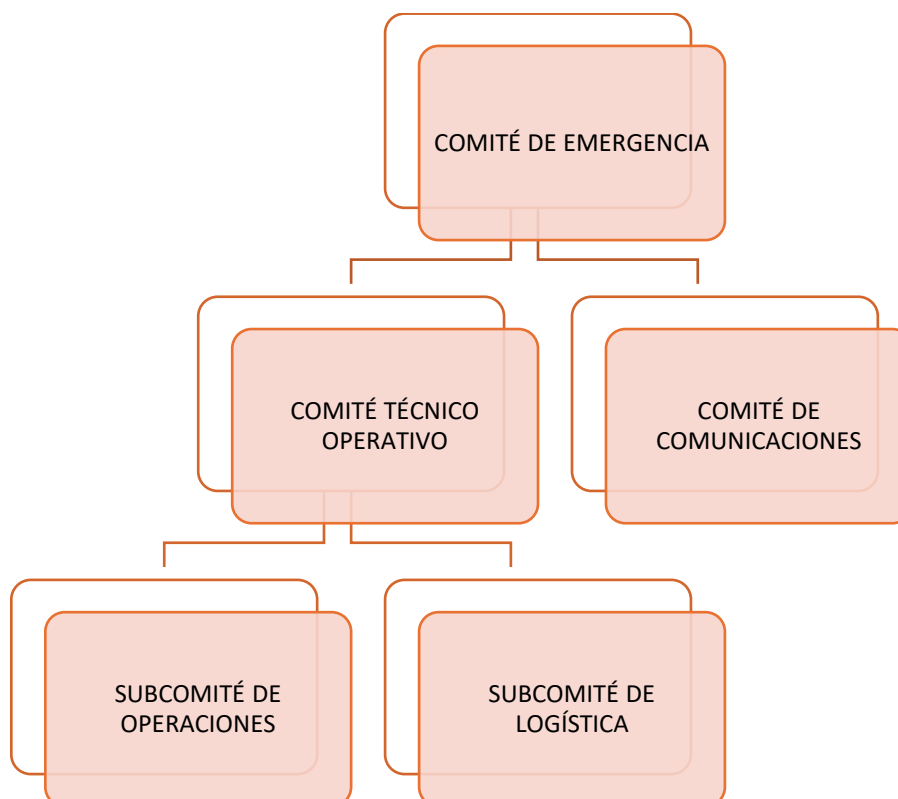 COMITÉ DE EMERGENCIA
COMITÉ TÉCNICO
OPERATIVO
COMITÉ DE
COMUNICACIONES
SUBCOMITÉ DE
OPERACIONES
SUBCOMITÉ DE
LOGÍSTICA